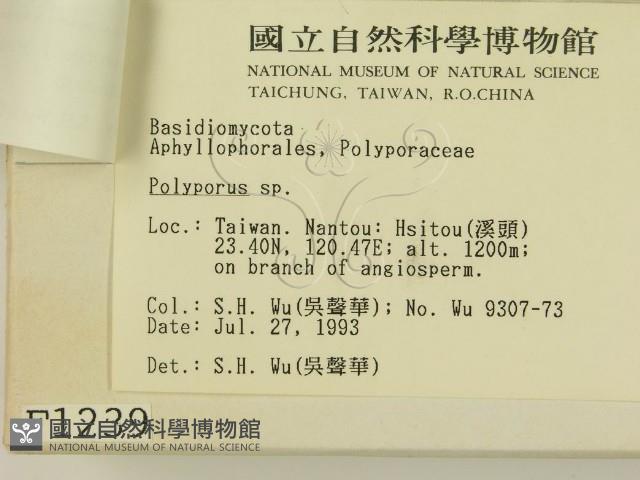 國立自然科學博物館
NATIONAL MUSEUM OF NATURAL SCIENCE
TAICHUNG, TAIWAN, R.O.CHINA
Basidiomycota
Aphyllophorales, Polyporaceae
Polyporus sp.
Loc.: Taiwan. Nantou: Hsitou(溪頭)
23.40N, 120.47E; alt. 1200m;
on branch of angiosperm.
Col.: S.H. Wu(吳聲華); No. Wu 9307-73
Date: Jul. 27, 1993
Det.: S.H. Wu(吳聲華)
F1239
國立自然科學博物館
NATIONAL MUSEUM OF NATURAL SCIENCE